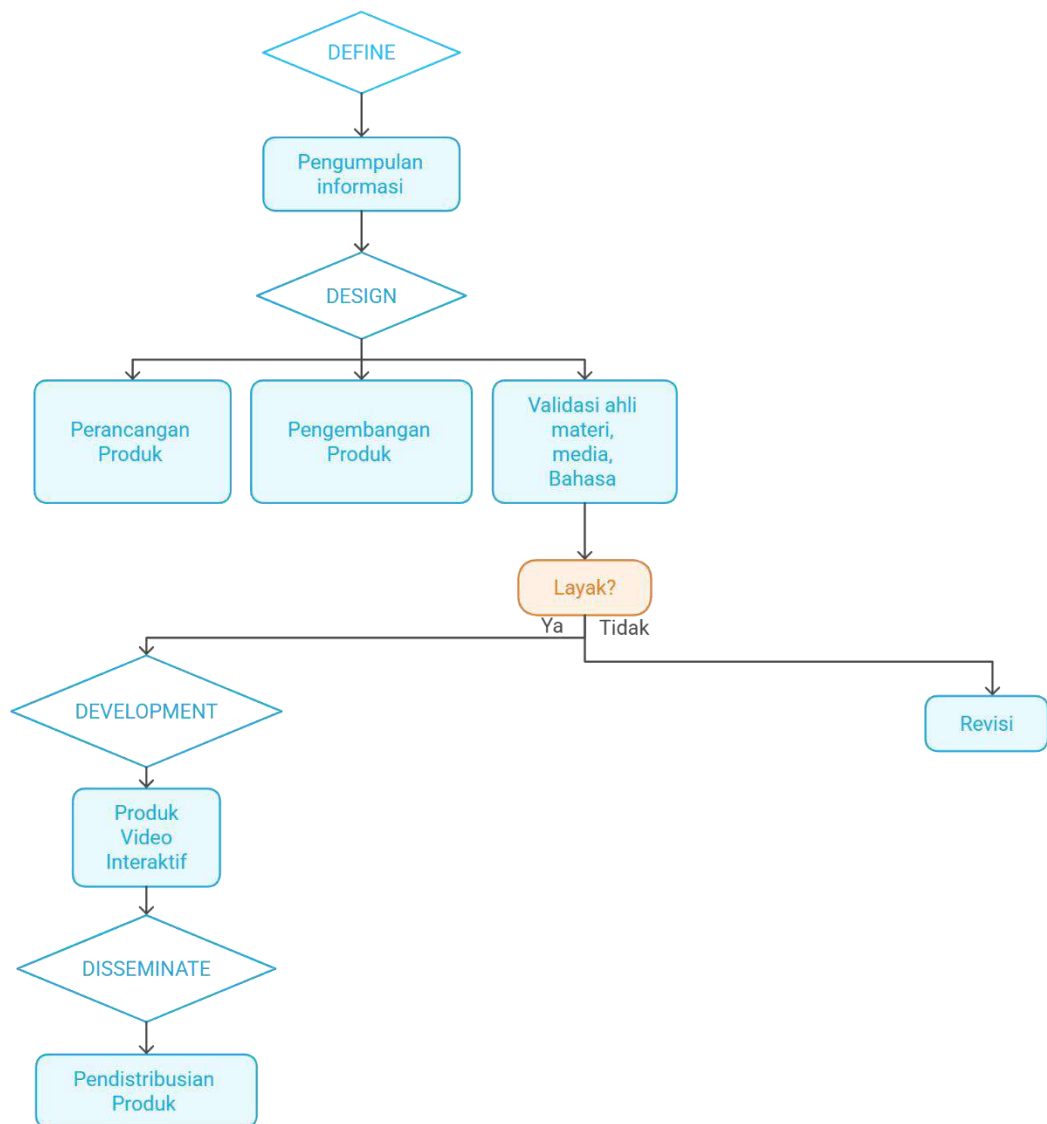 DEFINE
Pengumpulan
informasi
DESIGN
Perancangan
Produk
Pengembangan
Produk
Validasi ahli
materi,
media,
Bahasa
Layak?
Ya
Tidak
DEVELOPMENT
Revisi
Produk
Video
Interaktif
DISSEMINATE
Pendistribusian
Produk